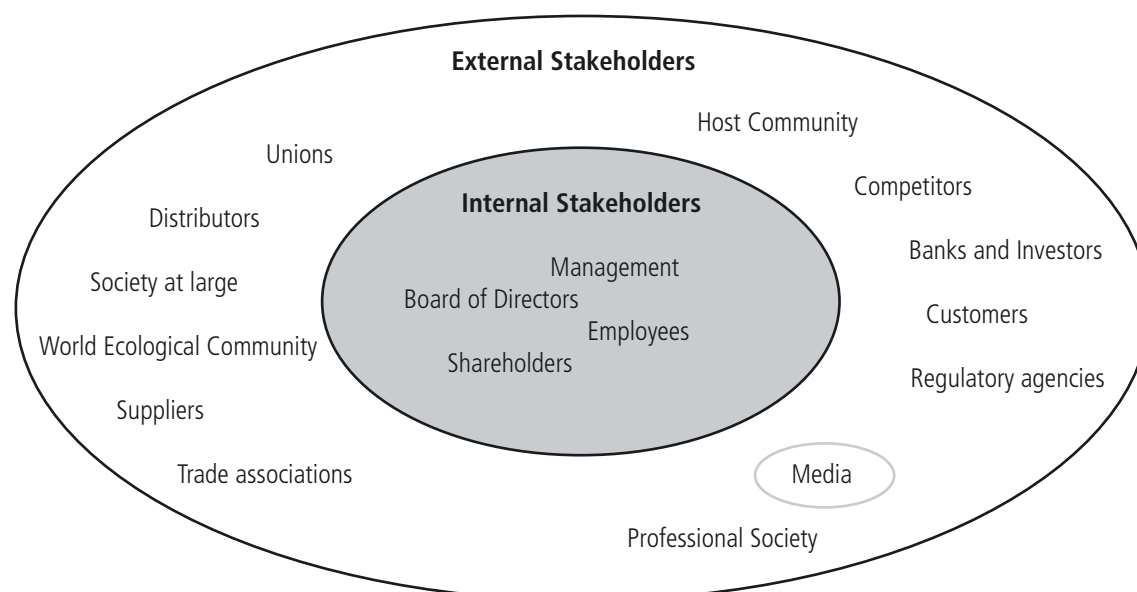 External Stakeholders
Host Community
Unions
Competitors
Internal Stakeholders
Distributors
Banks and Investors
Management
Society at large
Board of Directors
Customers
Employees
World Ecological Community
Shareholders
Regulatory agencies
Suppliers
Trade associations
Media
Professional Society